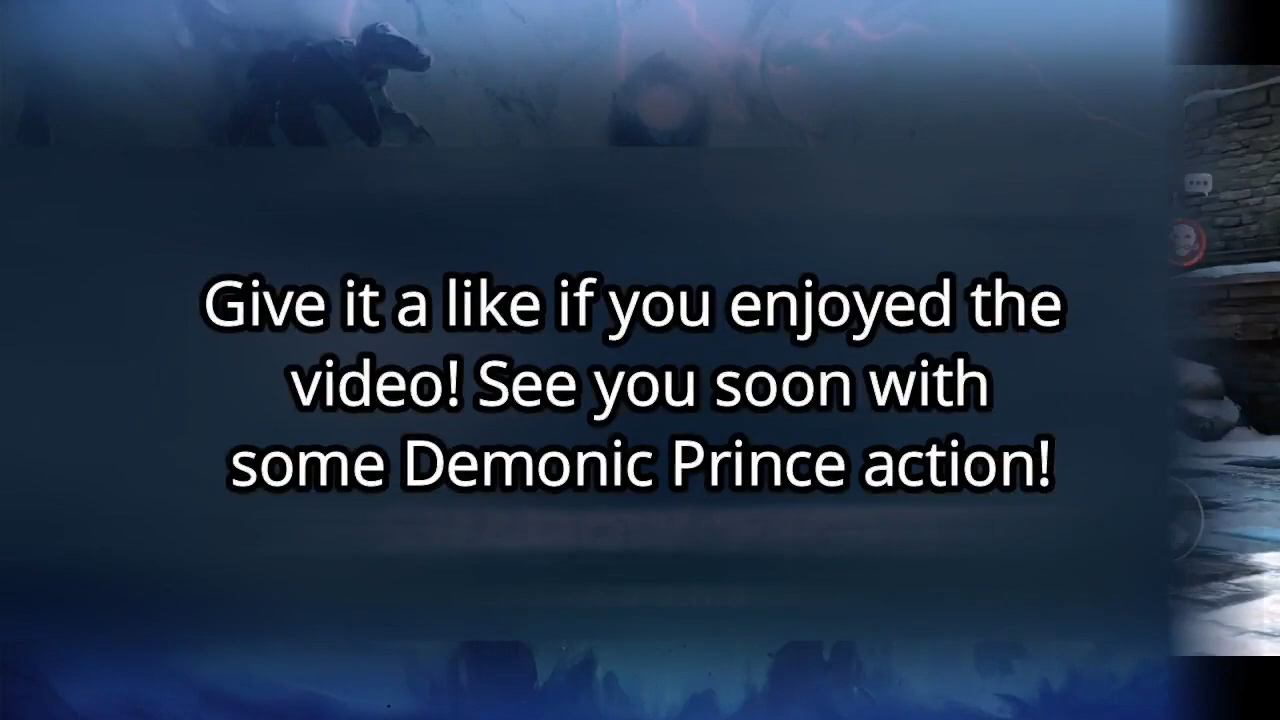 Give it a like if you enjoyed the
video! See you soon with
some Demonic Prince action!